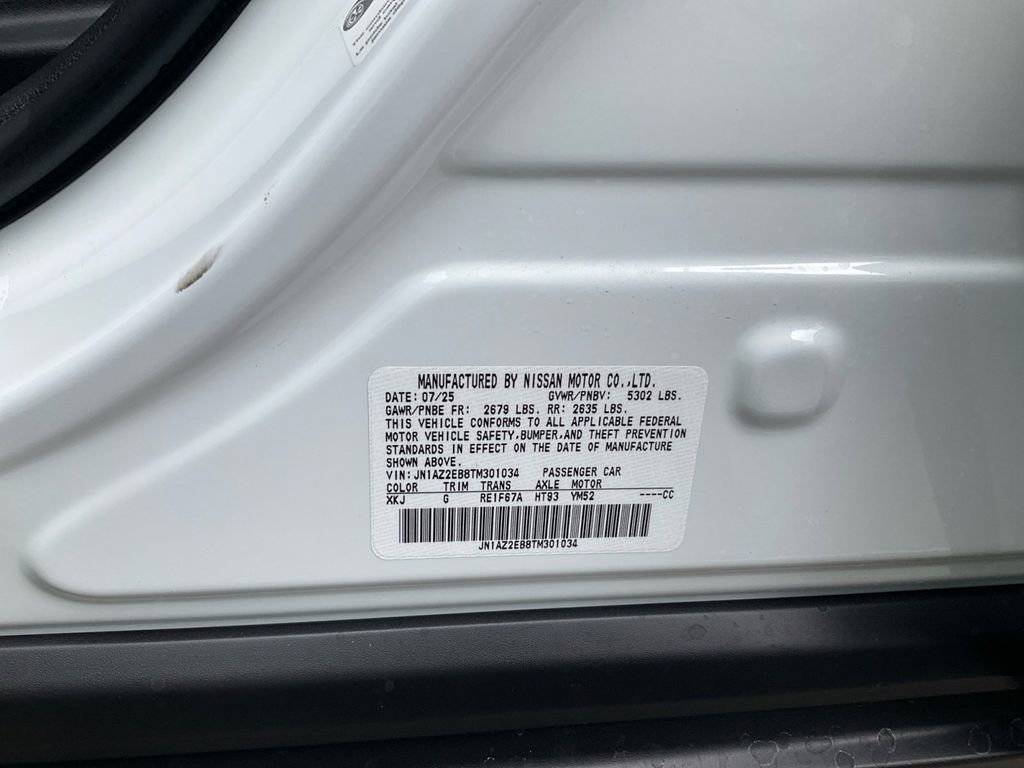 MANUFACTURED BY NISSAN MOTOR CO.,LTD.
DATE: 07/25 GVWR/PNBV: 5302 LBS.
GAWR/PNBE FR: 2679 LBS. RR: 2635 LBS.
THIS VEHICLE CONFORMS TO ALL APPLICABLE FEDERAL
MOTOR VEHICLE SAFETY,BUMPER,AND THEFT PREVENTION
STANDARDS IN EFFECT ON THE DATE OF MANUFACTURE
SHOWN ABOVE.
VIN: JN1AZ2EB8TM301034 PASSENGER CAR
COLOR TRIM TRANS AXLE MOTOR
XKJ G RE1F67A HT93 YM52 ----CC
JN1AZ2EB8TM301034